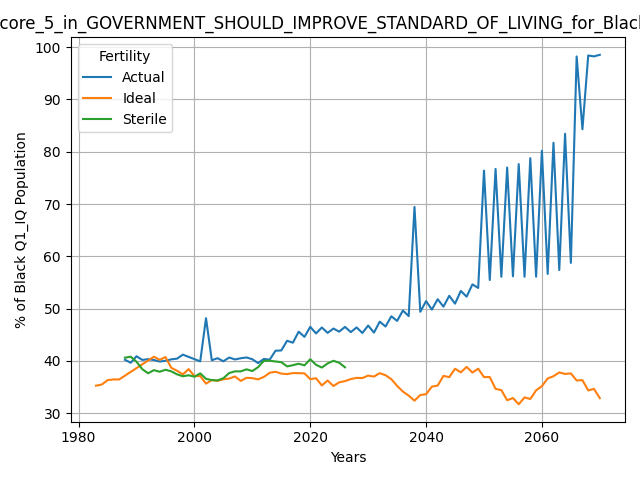 core_5_in_GOVERNMENT_SHOULD_IMPROVE_STANDARD_OF_LIVING_for_Black
Fertility
Actual
Ideal
Sterile
100
90
80
70
60
50
40
30
% of Black Q1_IQ Population
1980
2000
2020
2040
2060
Years